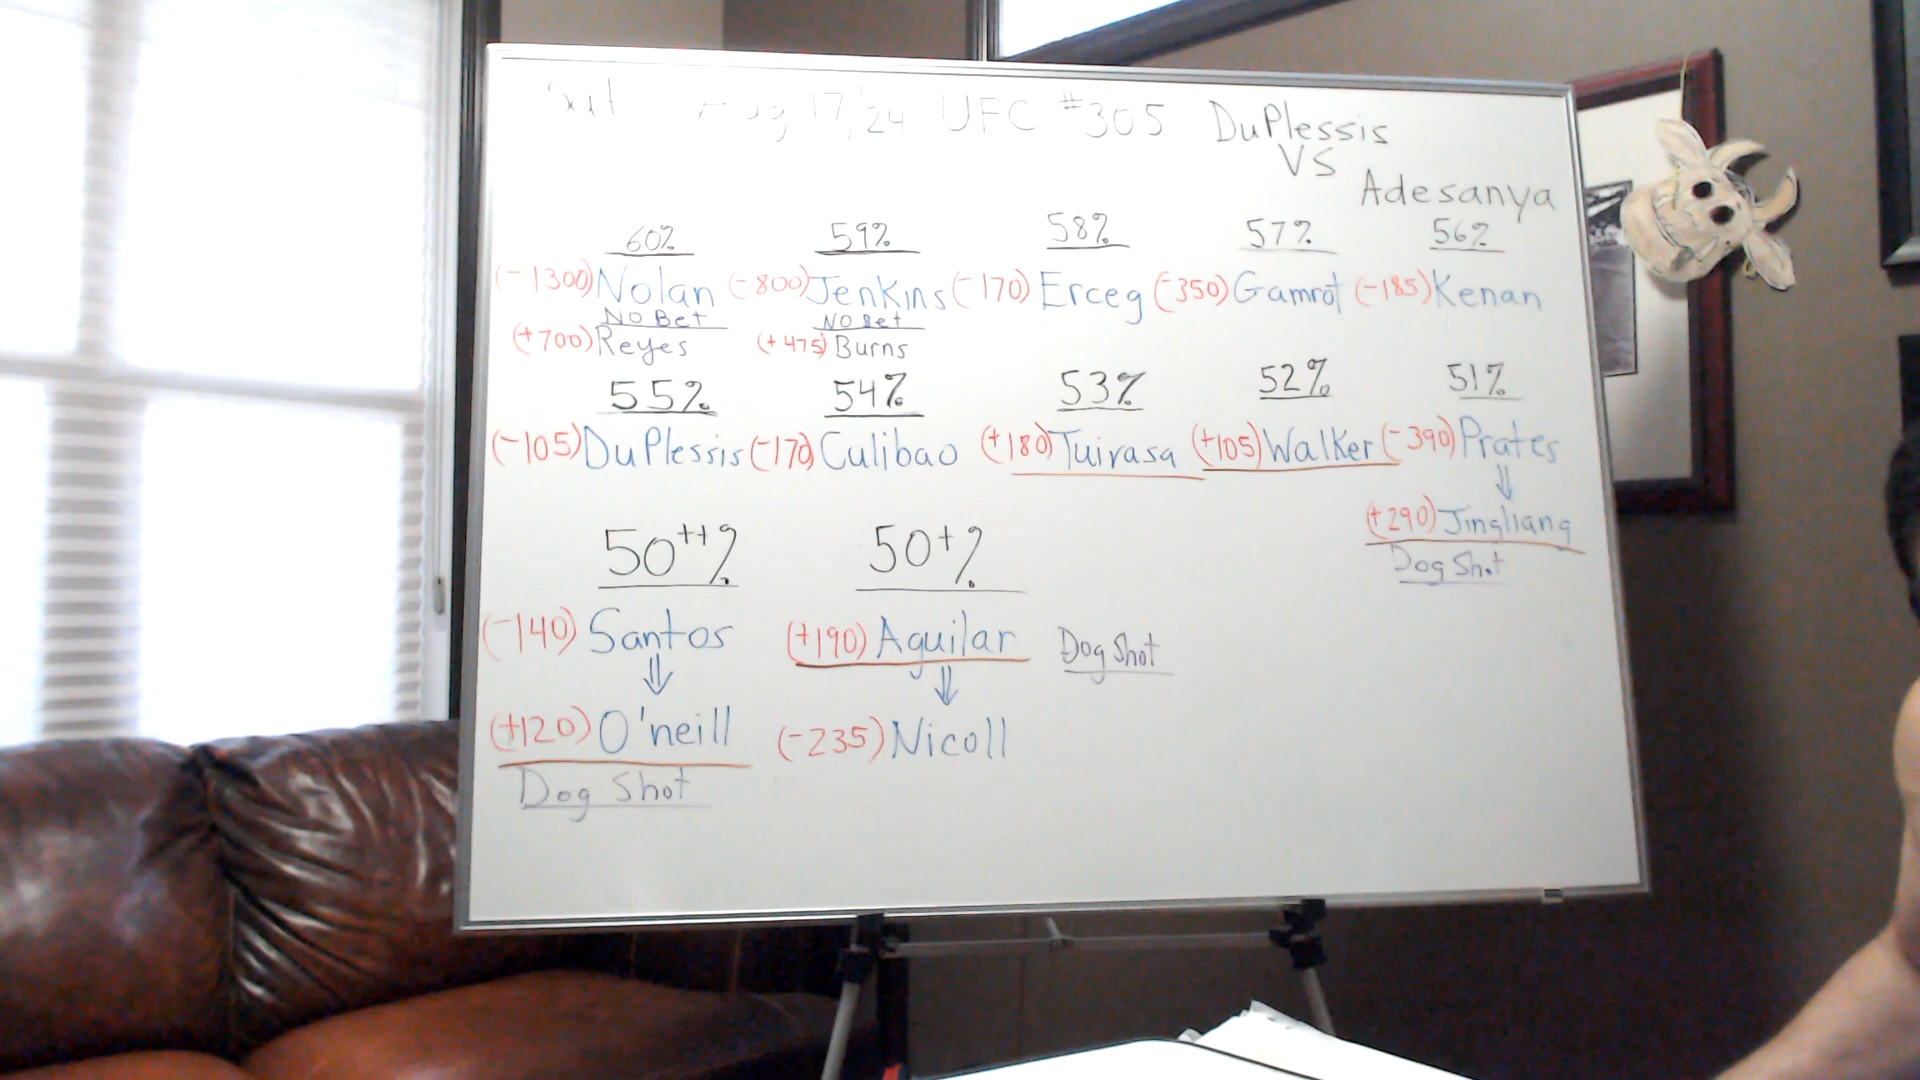 Sat Aug 17/24 UFC #305 DuPlessis
VS
Adesanya
60% 59% 58% 57% 56%
(-1300) Nolan (-800) Jenkins (-170) Erceg (-350) Gamrot (-185) Kenan
No Bet No Bet
(+700) Reyes (+475) Burns
55% 54% 53% 52% 51%
(-105) DuPlessis (-170) Culibao (+180) Tuivasa (+105) Walker (-390) Prates
⇓
(+290) Jingliang
Dog Shot
50++% 50+%
(-140) Santos (+190) Aguilar Dog Shot
⇓ ⇓
(+120) O'neill (-235) Nicoll
Dog Shot